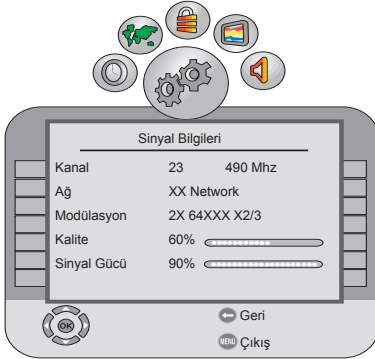 Sinyal Bilgileri
Kanal 23 490 Mhz
Ağ XX Network
Modülasyon 2X 64XXX X2/3
Kalite 60%
Sinyal Gücü 90%
OK
Geri
MENU Çıkış